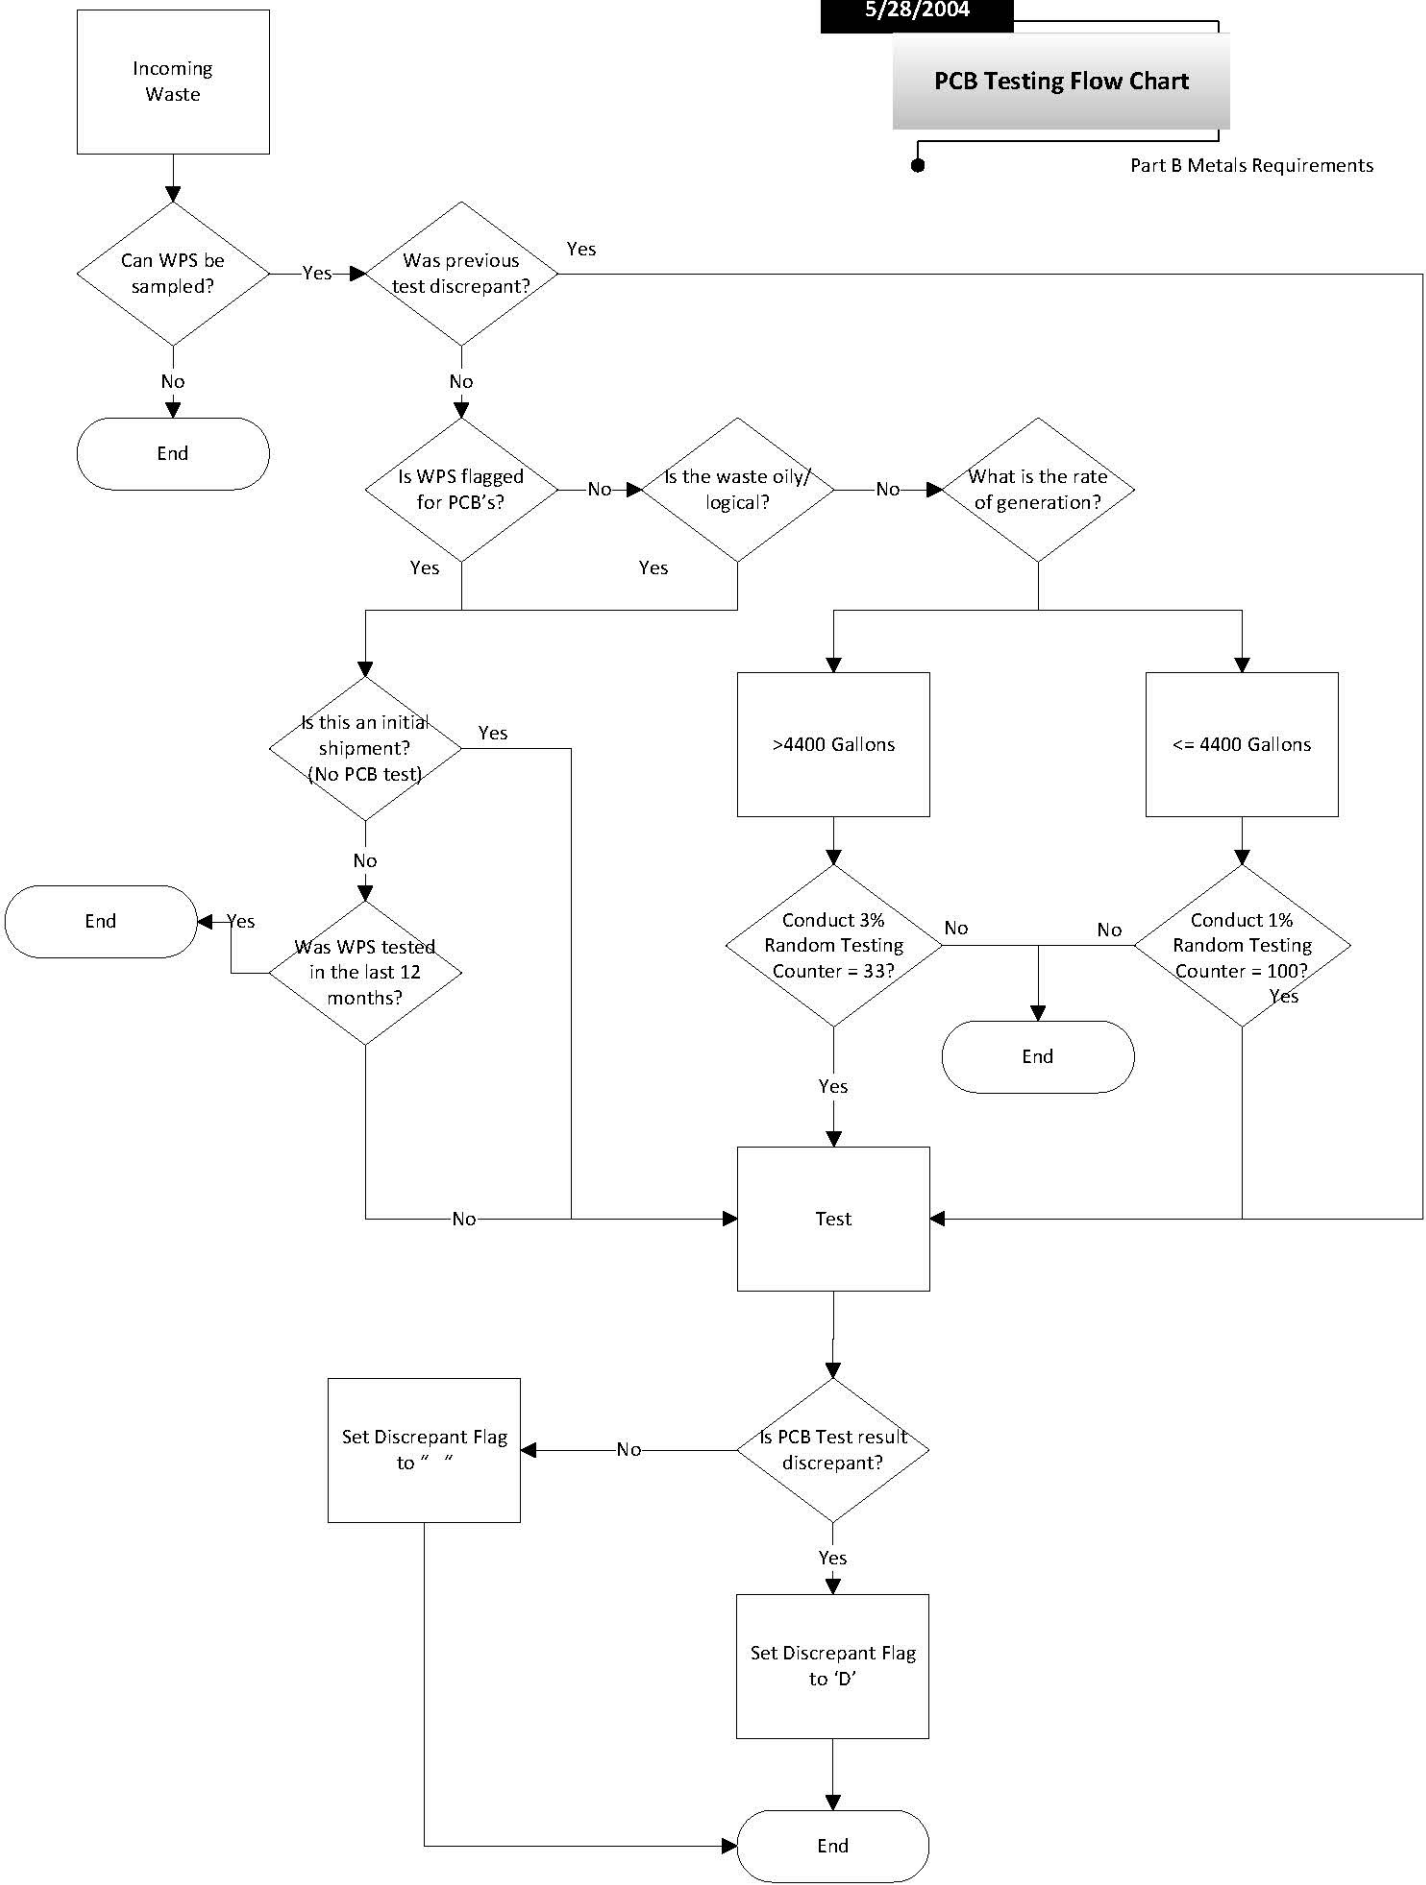 5/28/2004
PCB Testing Flow Chart
Part B Metals Requirements
Incoming
Waste
Can WPS be
sampled?
Yes
Was previous
test discrepant?
Yes
No
No
End
Is WPS flagged
for PCB's?
No
Is the waste oily/
logical?
No
What is the rate
of generation?
Yes
Yes
Is this an initial
shipment?
(No PCB test)
Yes
>4400 Gallons
<= 4400 Gallons
No
End
Yes
Was WPS tested
in the last 12
months?
Conduct 3%
Random Testing
Counter = 33?
No
No
Conduct 1%
Random Testing
Counter = 100?
Yes
End
Yes
No
Test
Set Discrepant Flag
to “ ”
No
Is PCB Test result
discrepant?
Yes
Set Discrepant Flag
to ‘D’
End